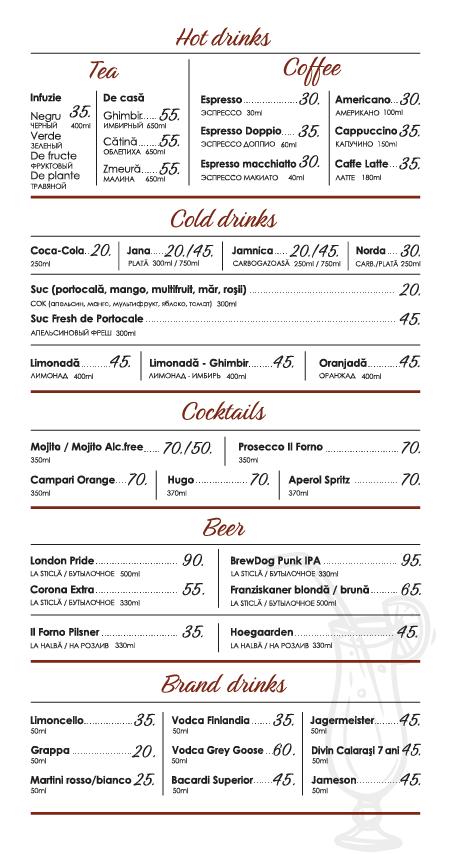 Hot drinks
Tea
Coffee
Infuzie
De casă
Negru 35.
ЧЕРНЫЙ 400ml
Verde
ЗЕЛЕНЫЙ
De fructe
ФРУКТОВЫЙ
De plante
ТРАВЯНОЙ
Ghimbir......55.
ИМБИРНЫЙ 650ml
Cătină......55.
ОБЛЕПИХА 650ml
Zmeură.....55.
МАЛИНА 650ml
Espresso..................30.
ЭСПРЕССО 30ml
Espresso Doppio.....35.
ЭСПРЕССО ДОППИО 60ml
Espresso macchiatto 30.
ЭСПРЕССО МАКИАТО 40ml
Americano...30.
АМЕРИКАНО 100ml
Cappuccino 35.
КАПУЧИНО 150ml
Caffe Latte....35.
ЛАТТЕ 180ml
Cold drinks
Coca-Cola..20.
250ml
Jana....20./45.
PLATĂ 300ml / 750ml
Jamnica.....20./45.
CARBOGAZOASĂ 250ml / 750ml
Norda.....30.
CARB./PLATĂ 250ml
Suc (portocală, mango, multifruit, măr, roșii)..................20.
СОК (апельсин, манго, мультифрукт, яблоко, томат) 300ml
Suc Fresh de Portocale..................45.
АПЕЛЬСИНОВЫЙ ФРЕШ 300ml
Limonadă.........45.
ЛИМОНАД 400ml
Limonadă - Ghimbir......45.
ЛИМОНАД - ИМБИРЬ 400ml
Oranjadă.........45.
ОРАНЖАД 400ml
Cocktails
Mojito / Mojito Alc.free.....70./50.
350ml
Prosecco Il Forno..................70.
350ml
Campari Orange....70.
350ml
Hugo..................70.
370ml
Aperol Spritz..................70.
370ml
Beer
London Pride..................90.
LA STICLĂ / БУТЫЛОЧНОЕ 500ml
BrewDog Punk IPA..................95.
LA STICLĂ / БУТЫЛОЧНОЕ 330ml
Corona Extra..................55.
LA STICLĂ / БУТЫЛОЧНОЕ 330ml
Franziskaner blondă / brună........65.
LA STICLĂ / БУТЫЛОЧНОЕ 500ml
Il Forno Pilsner..................35.
LA HALBĂ / НА РОЗЛИВ 330ml
Hoegaarden..................45.
LA HALBĂ / НА РОЗЛИВ 330ml
Brand drinks
Limoncello............35.
50ml
Vodca Finlandia......35.
50ml
Jagermeister......45.
50ml
Grappa..................20.
50ml
Vodca Grey Goose...60.
50ml
Divin Calarași 7 ani 45.
50ml
Martini rosso/bianco 25.
50ml
Bacardi Superior.....45.
50ml
Jameson..........45.
50ml